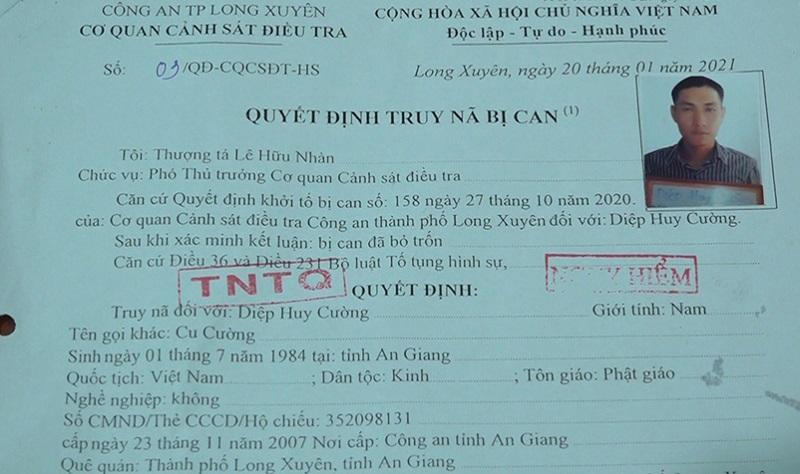 CÔNG AN TP LONG XUYÊN
CƠ QUAN CẢNH SÁT ĐIỀU TRA
CỘNG HÒA XÃ HỘI CHỦ NGHĨA VIỆT NAM
Độc lập - Tự do - Hạnh phúc
Số: 03/QĐ-CQCSĐT-HS
Long Xuyên, ngày 20 tháng 01 năm 2021
QUYẾT ĐỊNH TRUY NÃ BỊ CAN (1)
Tôi: Thượng tá Lê Hữu Nhàn
Chức vụ: Phó Thủ trưởng Cơ quan Cảnh sát điều tra
Căn cứ Quyết định khởi tố bị can số: 158 ngày 27 tháng 10 năm 2020.
của: Cơ quan Cảnh sát điều tra Công an thành phố Long Xuyên đối với: Diệp Huy Cường.
Sau khi xác minh kết luận: bị can đã bỏ trốn
Căn cứ Điều 36 và Điều 231 Bộ luật Tố tụng hình sự,
TNTQ
HIỂM
QUYẾT ĐỊNH:
Truy nã đối với: Diệp Huy Cường
Giới tính: Nam
Tên gọi khác: Cu Cường
Sinh ngày 01 tháng 7 năm 1984 tại: tỉnh An Giang
Quốc tịch: Việt Nam ; Dân tộc: Kinh ; Tôn giáo: Phật giáo
Nghề nghiệp: không
Số CMND/Thẻ CCCD/Hộ chiếu: 352098131
cấp ngày 23 tháng 11 năm 2007 Nơi cấp: Công an tỉnh An Giang
Quê quán: Thành phố Long Xuyên, tỉnh An Giang